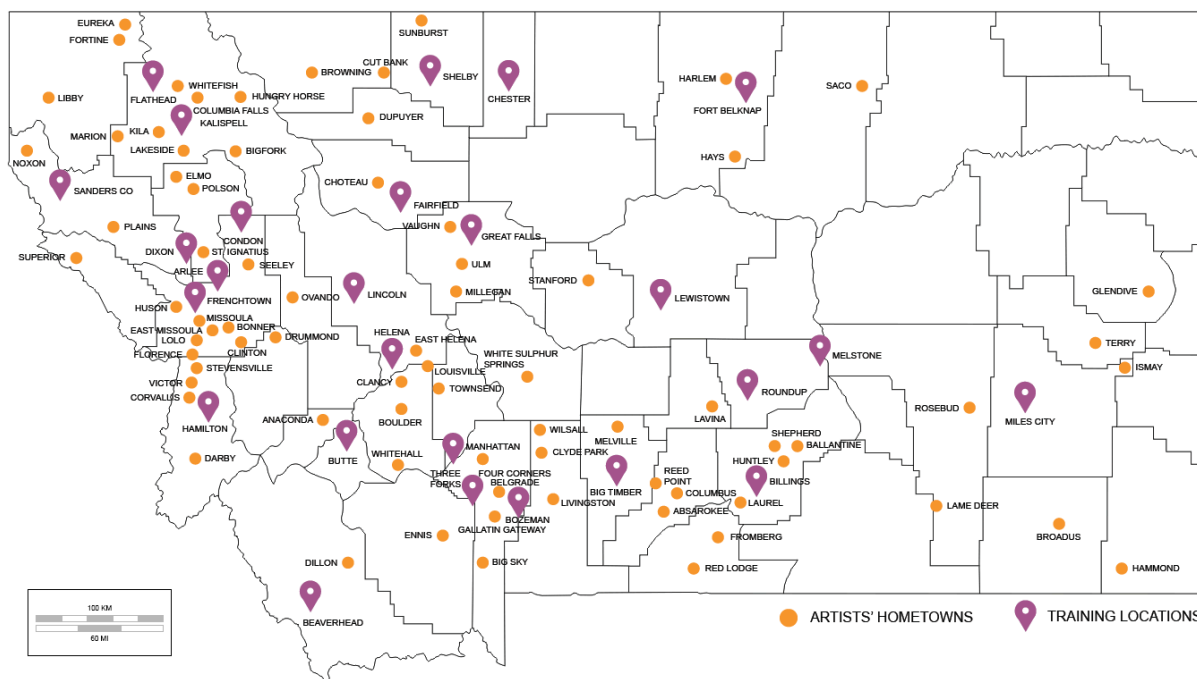 EUREKA
FORTINE
SUNBURST
CUT BANK
BROWNING
SHELBY
CHESTER
HARLEM
FORT BELKNAP
SACO
WHITEFISH
FLATHEAD
LIBBY
HUNGRY HORSE
COLUMBIA FALLS
KALISPELL
DUPUYER
KILA
MARION
LAKESIDE
BIGFORK
NOXON
HAYS
ELMO
POLSON
SANDERS CO
CHOTEAU
FAIRFIELD
PLAINS
CONDON
VAUGHN
GREAT FALLS
DIXON
ST. IGNATIUS
SUPERIOR
SEELEY
ARLEE
ULM
STANFORD
MILLEGAN
LINCOLN
LEWISTOWN
GLENDIVE
OVANDO
FRENCHTOWN
HUSON
MISSOULA
EAST MISSOULA
BONNER
LOLO
DRUMMOND
CLINTON
FLORENCE
HELENA
EAST HELENA
WHITE SULPHUR
SPRINGS
MELSTONE
TERRY
ISMAY
STEVENSVILLE
LOUISVILLE
VICTOR
CLANCY
TOWNSEND
CORVALLIS
ROUNDUP
MILES CITY
ROSEBUD
HAMILTON
ANACONDA
BOULDER
LAVINA
WILSALL
MELVILLE
BUTTE
MANHATTAN
SHEPHERD
BALLANTINE
DARBY
WHITEHALL
CLYDE PARK
THREE
FORKS
FOUR CORNERS
HUNTLEY
REED
POINT
BELGRADE
BIG TIMBER
BILLINGS
COLUMBUS
LIVINGSTON
LAUREL
LAME DEER
ABSAROKEE
BOZEMAN
GALLATIN GATEWAY
BROADUS
ENNIS
FROMBERG
DILLON
BIG SKY
RED LODGE
HAMMOND
BEAVERHEAD
100 KM
60 MI
ARTISTS' HOMETOWNS
TRAINING LOCATIONS